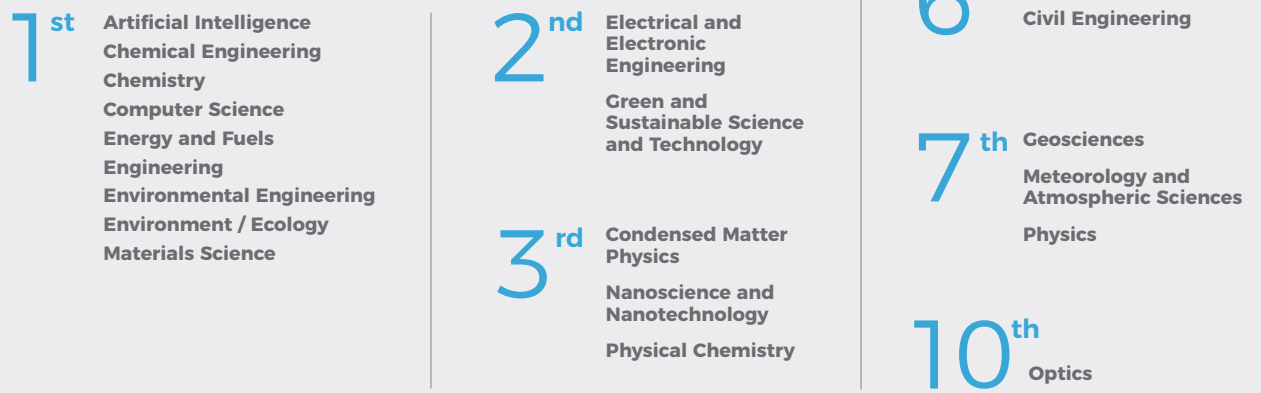 1st
Artificial Intelligence
Chemical Engineering
Chemistry
Computer Science
Energy and Fuels
Engineering
Environmental Engineering
Environment / Ecology
Materials Science
2nd
Electrical and
Electronic
Engineering
Green and
Sustainable Science
and Technology
3rd
Condensed Matter
Physics
Nanoscience and
Nanotechnology
Physical Chemistry
6
Civil Engineering
7th
Geosciences
Meteorology and
Atmospheric Sciences
Physics
10th
Optics